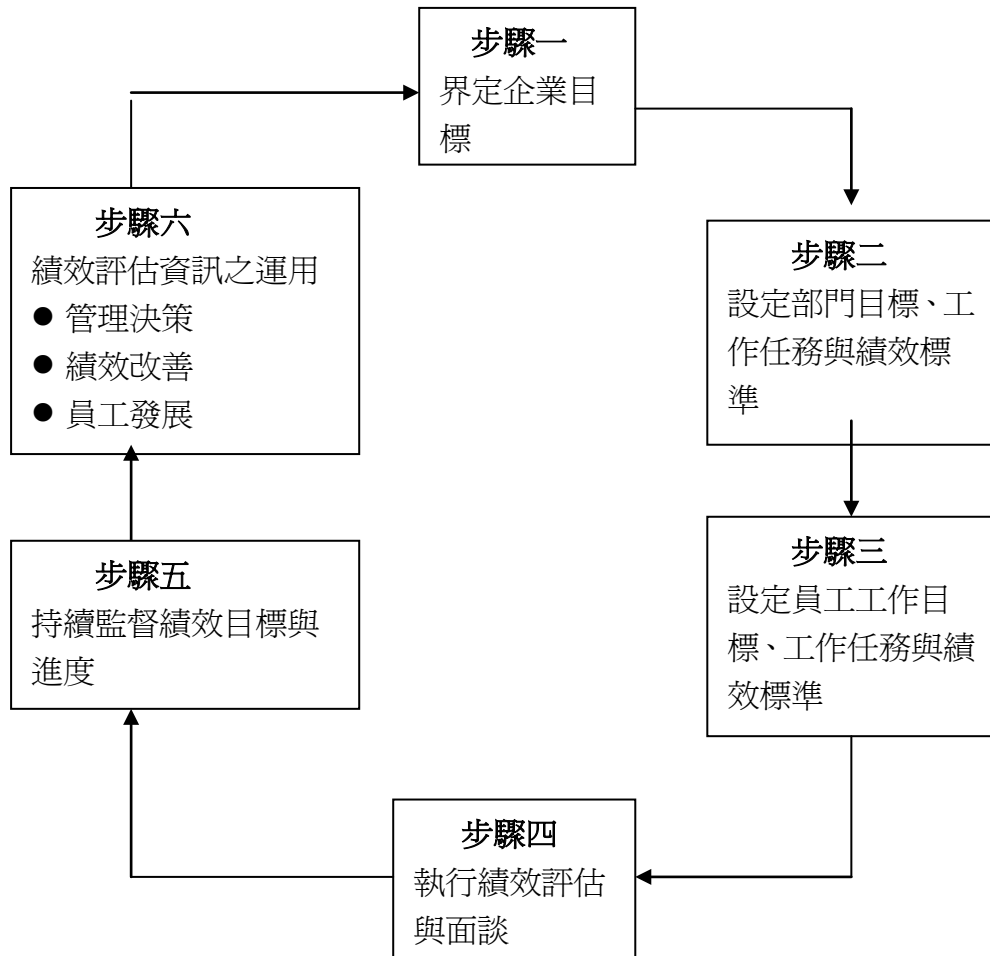 步驟一
界定企業目
標
步驟二
設定部門目標、工
作任務與績效標
準
步驟三
設定員工工作目
標、工作任務與績
效標準
步驟四
執行績效評估
與面談
步驟五
持續監督績效目標與
進度
步驟六
績效評估資訊之運用
● 管理決策
● 績效改善
● 員工發展